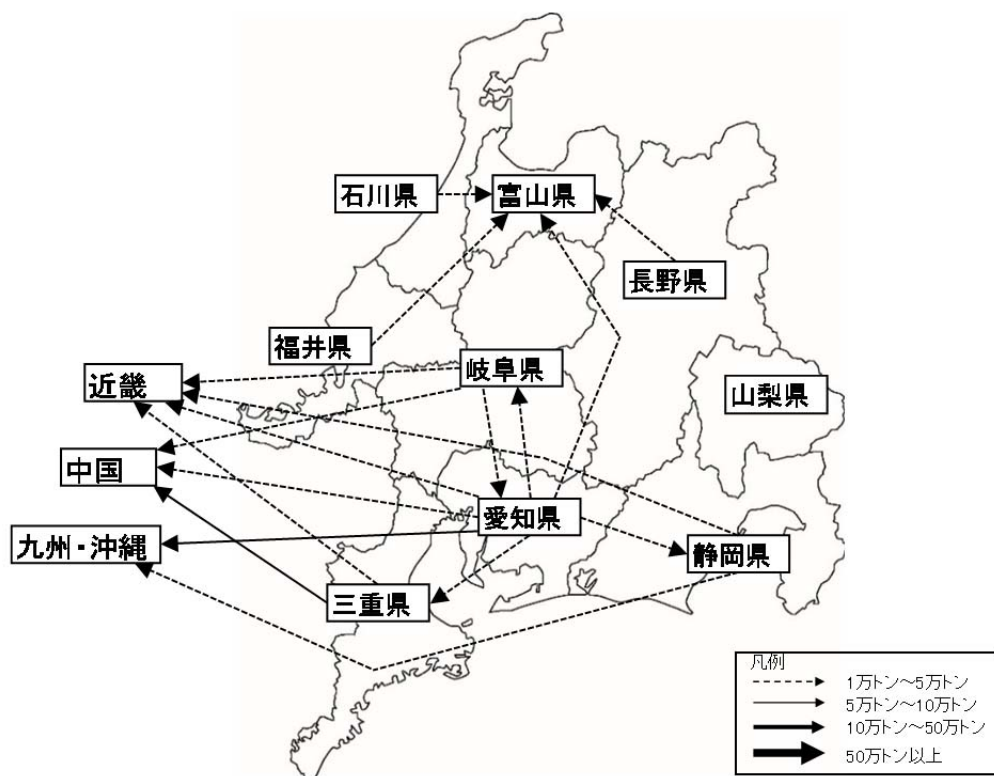 石川県
富山県
長野県
福井県
岐阜県
近畿
山梨県
中国
愛知県
九州・沖縄
静岡県
三重県
凡例
1万トン～5万トン
5万トン～10万トン
10万トン～50万トン
50万トン以上